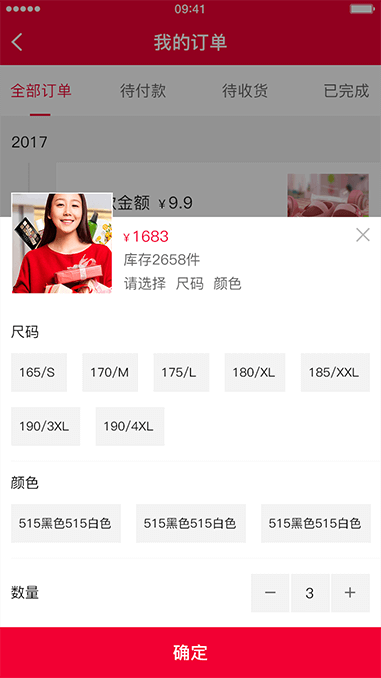 09:41
我的订单
全部订单 待付款 待收货 已完成
2017
金额 ￥9.9
￥1683
库存2658件
请选择 尺码 颜色
尺码
165/S 170/M 175/L 180/XL 185/XXL
190/3XL 190/4XL
颜色
515黑色515白色 515黑色515白色 515黑色515白色
数量
3
确定